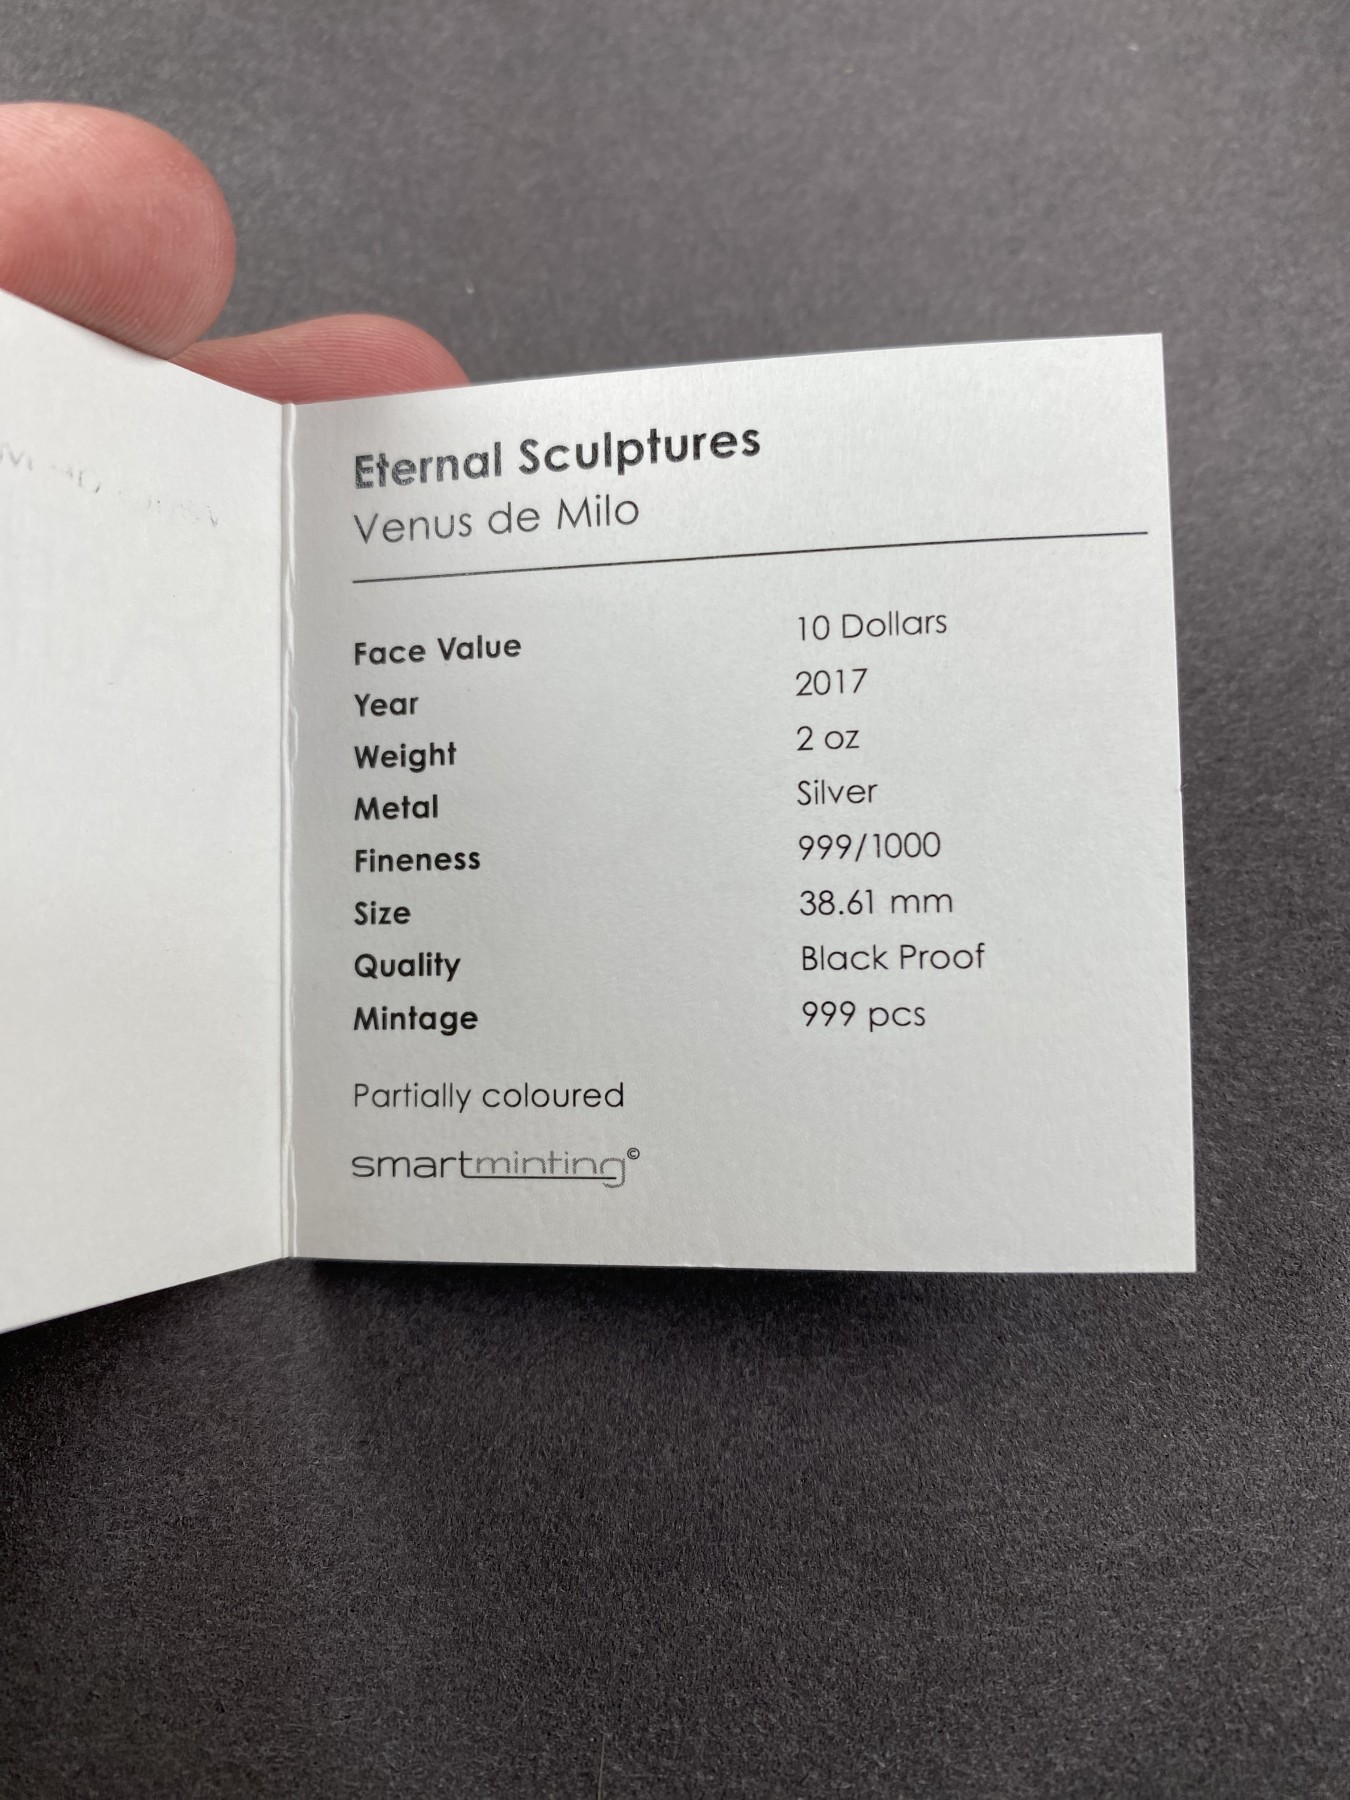 Eternal Sculptures
Venus de Milo
Face Value 10 Dollars
Year 2017
Weight 2 oz
Metal Silver
Fineness 999/1000
Size 38.61 mm
Quality Black Proof
Mintage 999 pcs
Partially coloured
smartminting©